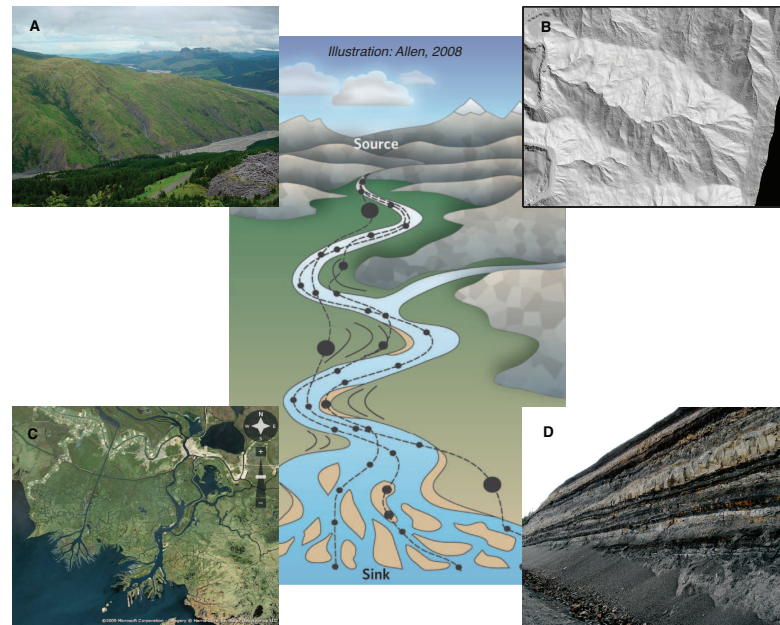 A
Illustration: Allen, 2008
B
Source
C
N
W
E
S
+
−
D
Sink